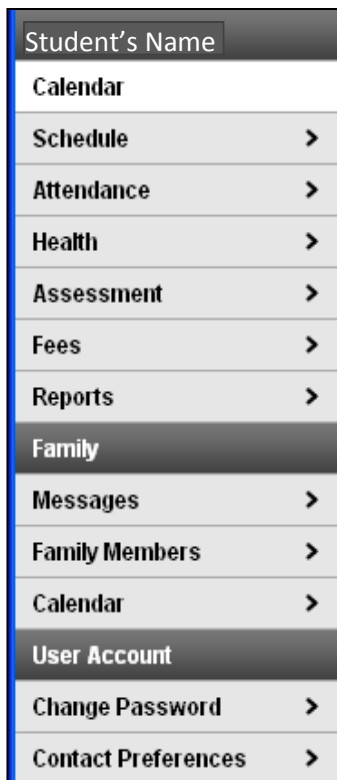 Student’s Name
Calendar
Schedule
Attendance
Health
Assessment
Fees
Reports
Family
Messages
Family Members
Calendar
User Account
Change Password
Contact Preferences